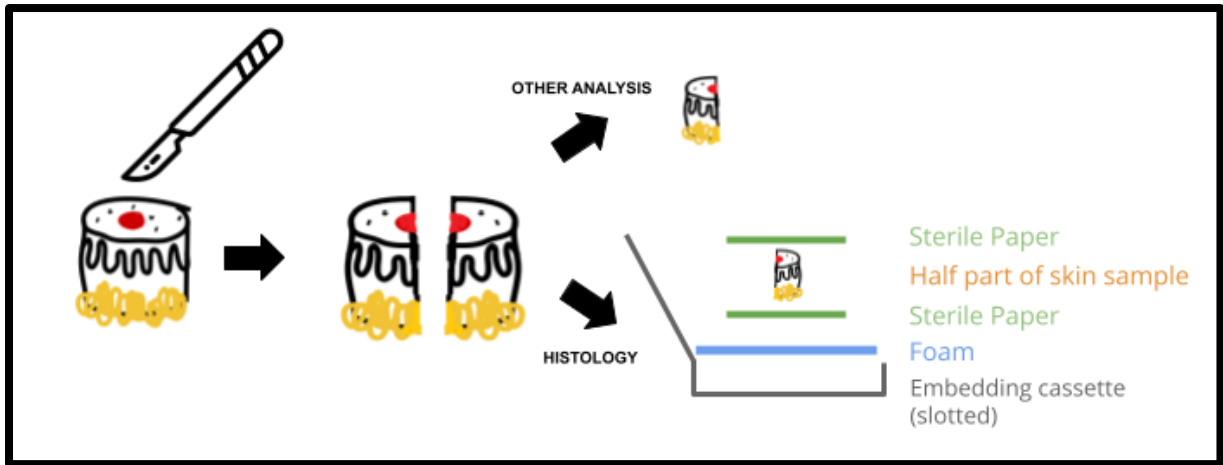 OTHER ANALYSIS
HISTOLOGY
Sterile Paper
Half part of skin sample
Sterile Paper
Foam
Embedding cassette
(slotted)